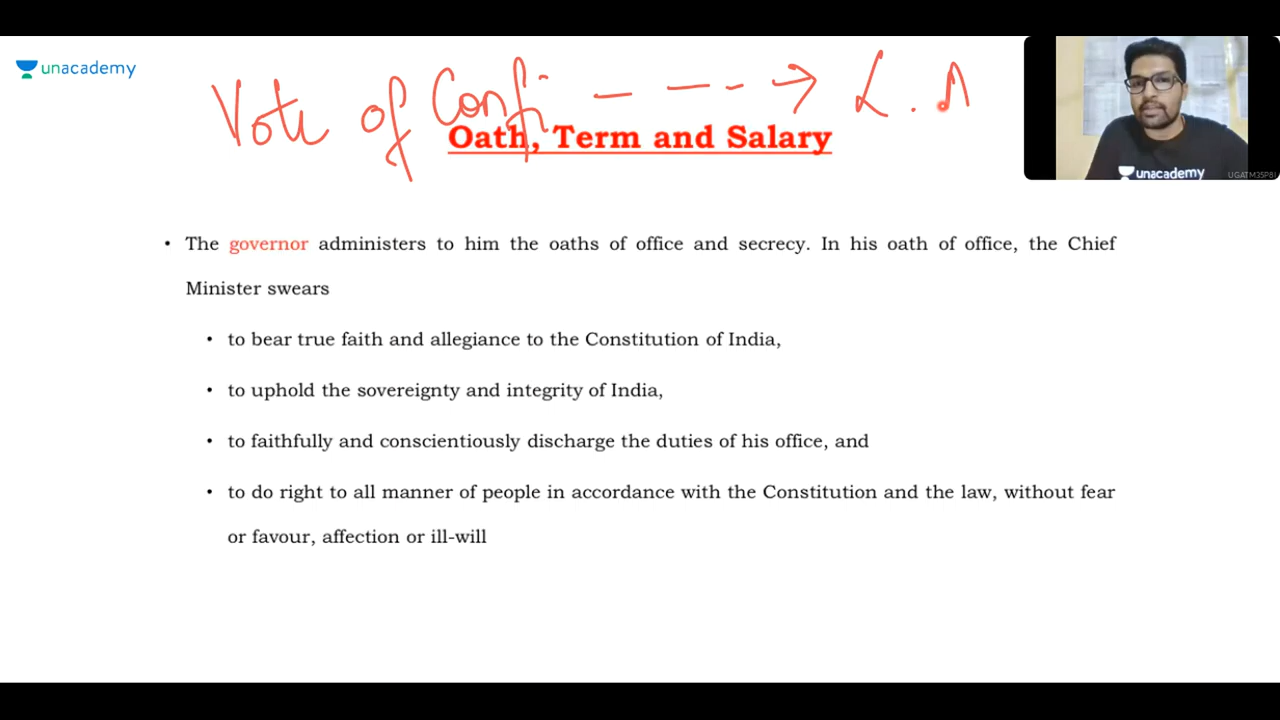 unacademy
Vote of Confi - - - - → L. A
Oath, Term and Salary
unacademy
UGATM35P8I
• The governor administers to him the oaths of office and secrecy. In his oath of office, the Chief
Minister swears
• to bear true faith and allegiance to the Constitution of India,
• to uphold the sovereignty and integrity of India,
• to faithfully and conscientiously discharge the duties of his office, and
• to do right to all manner of people in accordance with the Constitution and the law, without fear
or favour, affection or ill-will